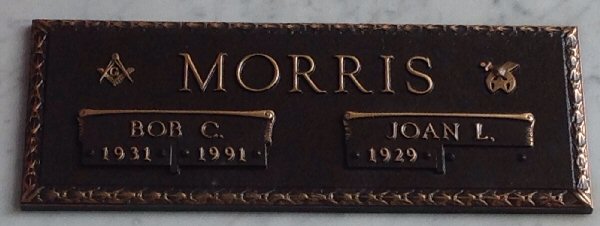 MORRIS
BOB C.
1931 1991
JOAN L.
1929